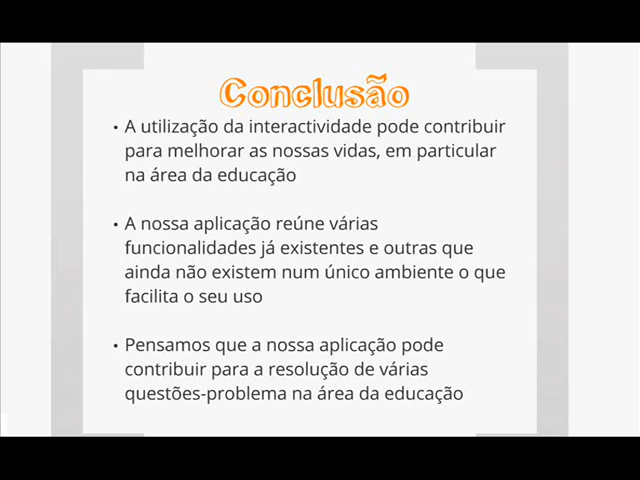 Conclusão
• A utilização da interactividade pode contribuir
para melhorar as nossas vidas, em particular
na área da educação
• A nossa aplicação reúne várias
funcionalidades já existentes e outras que
ainda não existem num único ambiente o que
facilita o seu uso
• Pensamos que a nossa aplicação pode
contribuir para a resolução de várias
questões-problema na área da educação